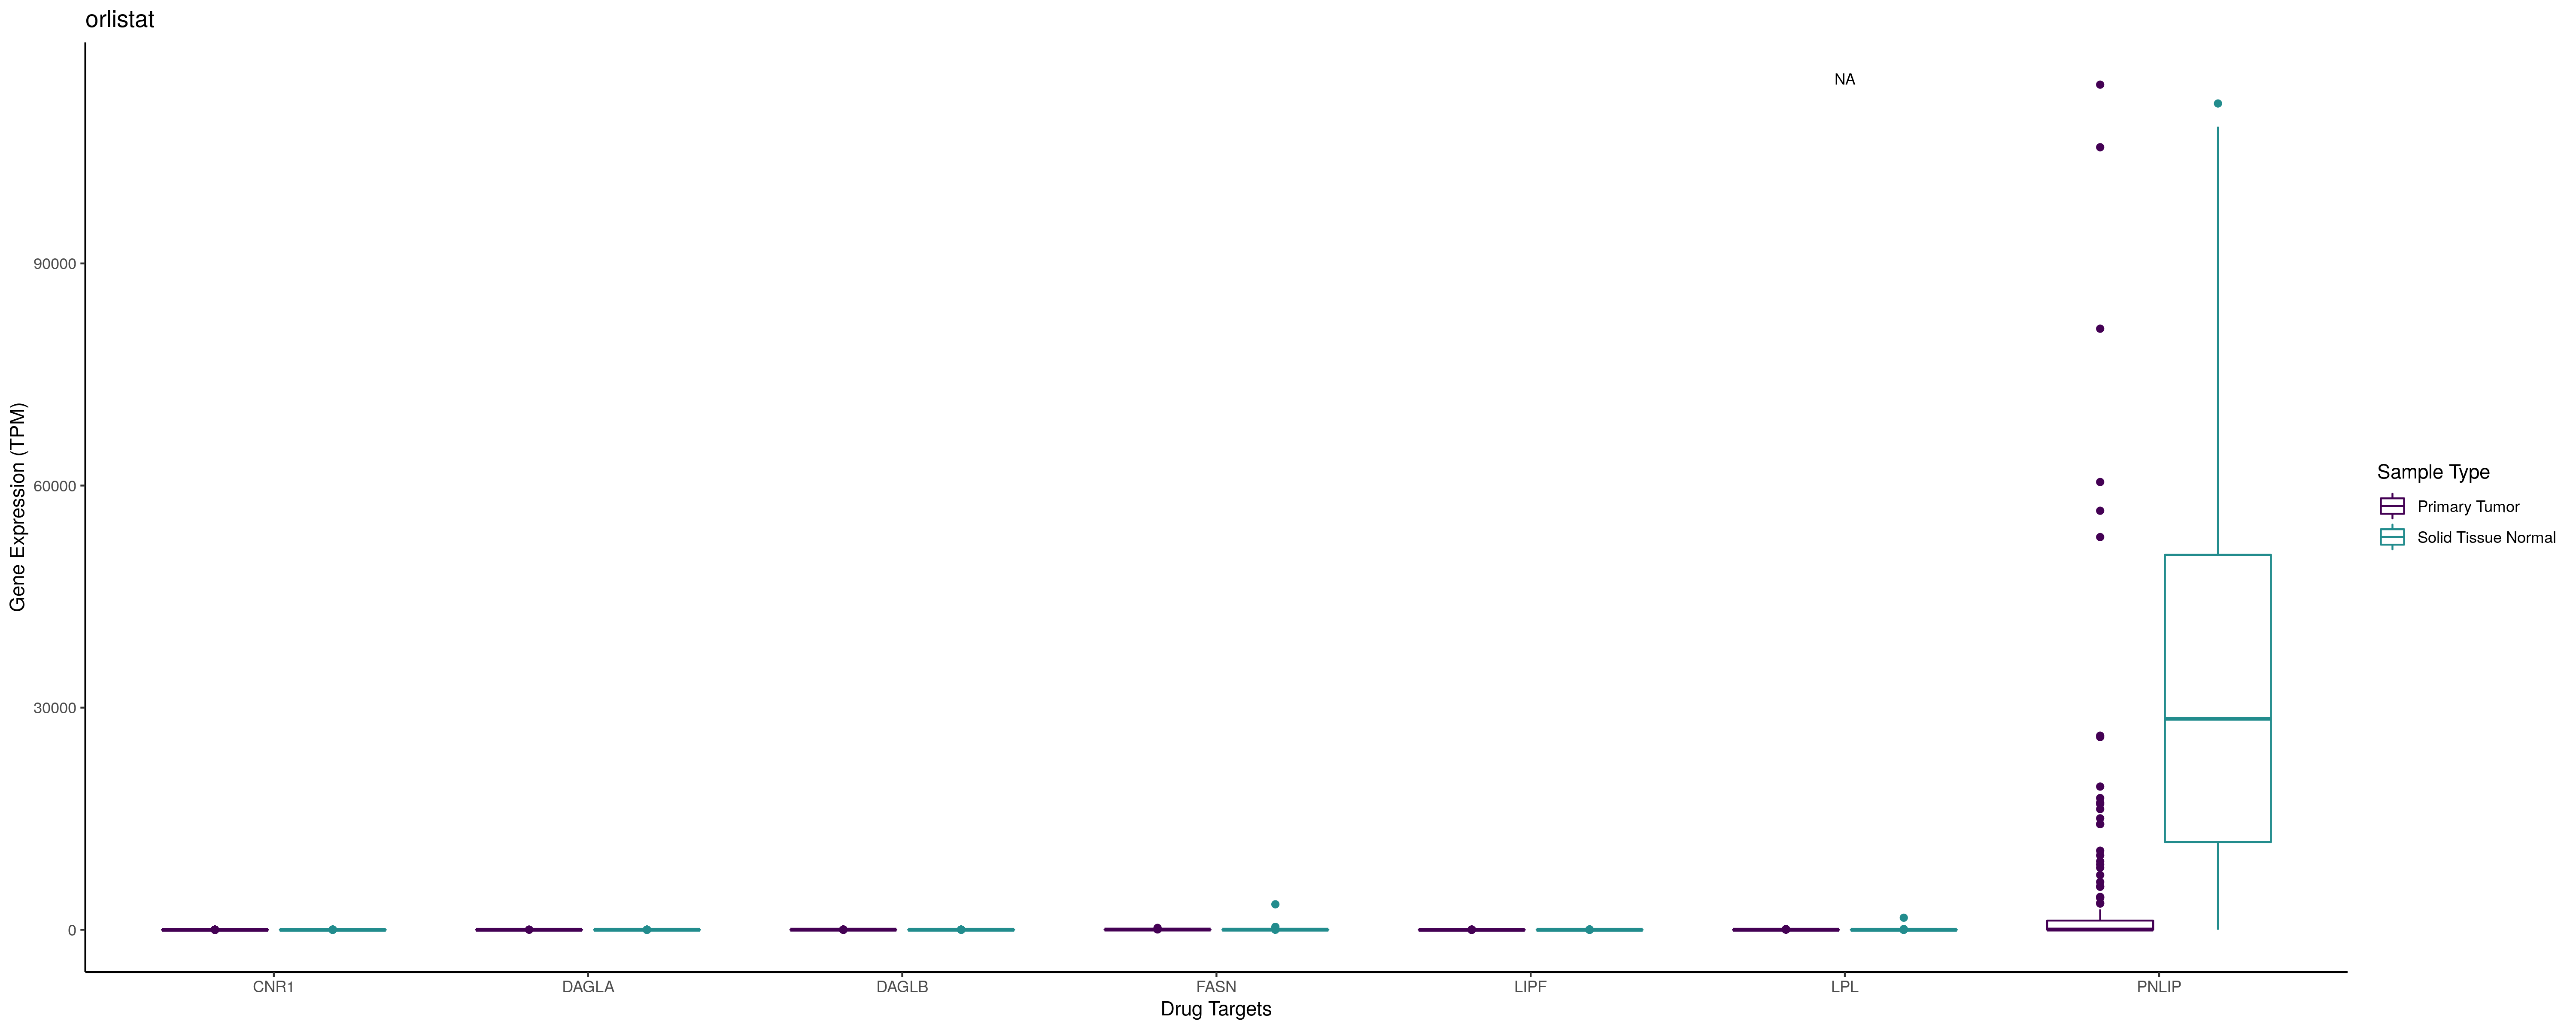 orlistat
NA
90000
60000
30000
0
Gene Expression (TPM)
CNR1 DAGLA DAGLB FASN LIPF LPL PNLIP
Drug Targets
Sample Type
Primary Tumor
Solid Tissue Normal